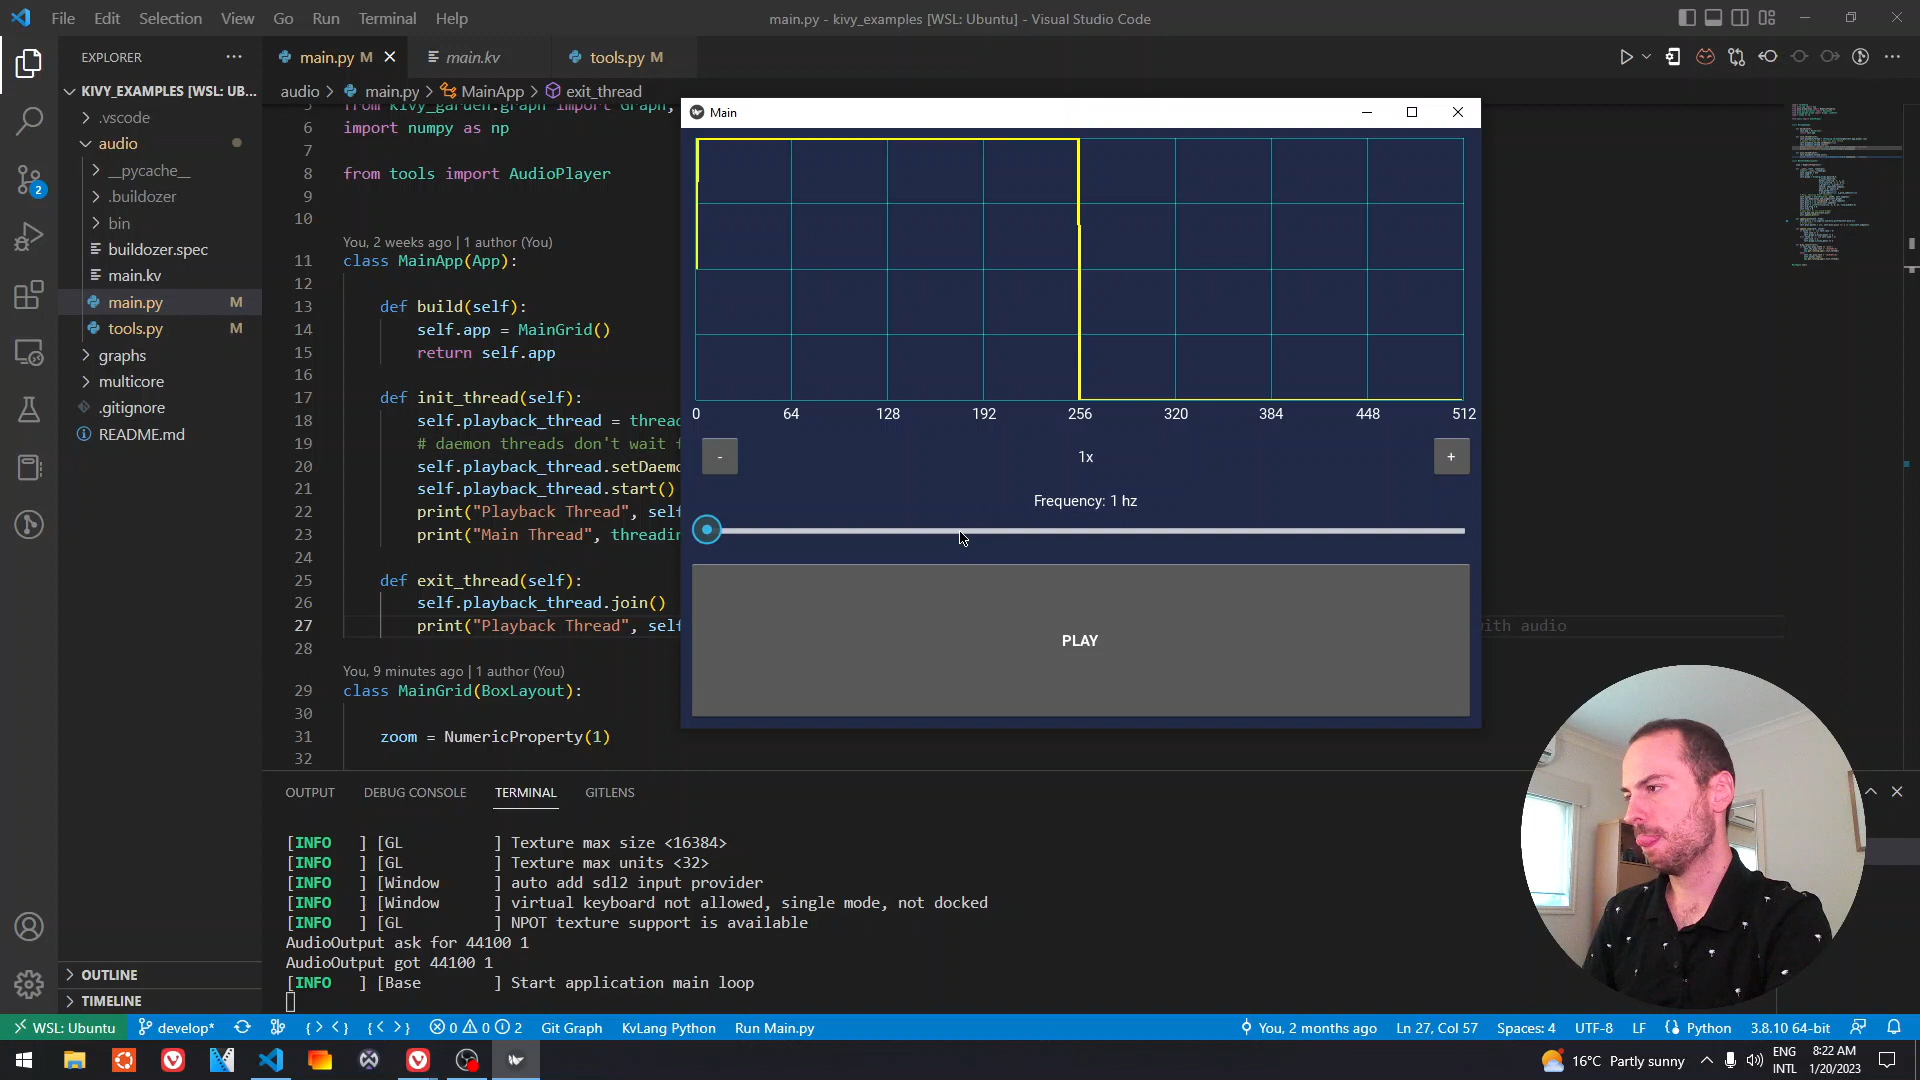 File Edit Selection View Go Run Terminal Help
main.py - kivy_examples [WSL: Ubuntu] - Visual Studio Code
EXPLORER
KIVY_EXAMPLES [WSL: UB...
.vscode
audio
__pycache__
.buildozer
bin
buildozer.spec
main.kv
main.py M
tools.py M
graphs
multicore
.gitignore
README.md
OUTLINE
TIMELINE
2
main.py M
main.kv
tools.py M
audio > main.py > MainApp > exit_thread
5 from kivy_garden.graph import Graph,
6 import numpy as np
7
8 from tools import AudioPlayer
9
10
You, 2 weeks ago | 1 author (You)
11 class MainApp(App):
12
13 def build(self):
14 self.app = MainGrid()
15 return self.app
16
17 def init_thread(self):
18 self.playback_thread = thread
19 # daemon threads don't wait f
20 self.playback_thread.setDaemo
21 self.playback_thread.start()
22 print("Playback Thread", self
23 print("Main Thread", threadin
24
25 def exit_thread(self):
26 self.playback_thread.join()
27 print("Playback Thread", self
ith audio
28
You, 9 minutes ago | 1 author (You)
29 class MainGrid(BoxLayout):
30
31 zoom = NumericProperty(1)
32
Main
0 64 128 192 256 320 384 448 512
- 1x +
Frequency: 1 hz
PLAY
OUTPUT DEBUG CONSOLE TERMINAL GITLENS
[INFO ] [GL ] Texture max size <16384>
[INFO ] [GL ] Texture max units <32>
[INFO ] [Window ] auto add sdl2 input provider
[INFO ] [Window ] virtual keyboard not allowed, single mode, not docked
[INFO ] [GL ] NPOT texture support is available
AudioOutput ask for 44100 1
AudioOutput got 44100 1
[INFO ] [Base ] Start application main loop
WSL: Ubuntu develop* 0 0 2 Git Graph KvLang Python Run Main.py You, 2 months ago Ln 27, Col 57 Spaces: 4 UTF-8 LF Python 3.8.10 64-bit
16°C Partly sunny
ENG
INTL
8:22 AM
1/20/2023